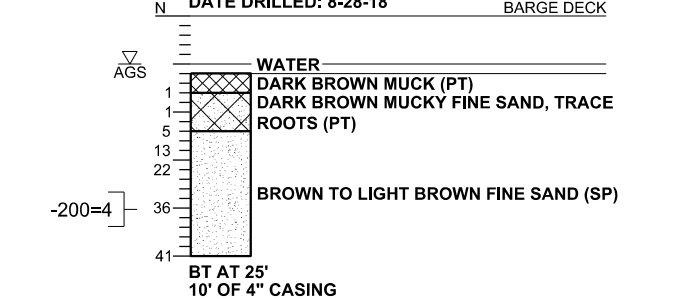 DATE DRILLED: 8-28-18
N
BARGE DECK
WATER
AGS
DARK BROWN MUCK (PT)
1
DARK BROWN MUCKY FINE SAND, TRACE
1
ROOTS (PT)
5
13
22
BROWN TO LIGHT BROWN FINE SAND (SP)
-200=4
36
41
BT AT 25'
10' OF 4" CASING